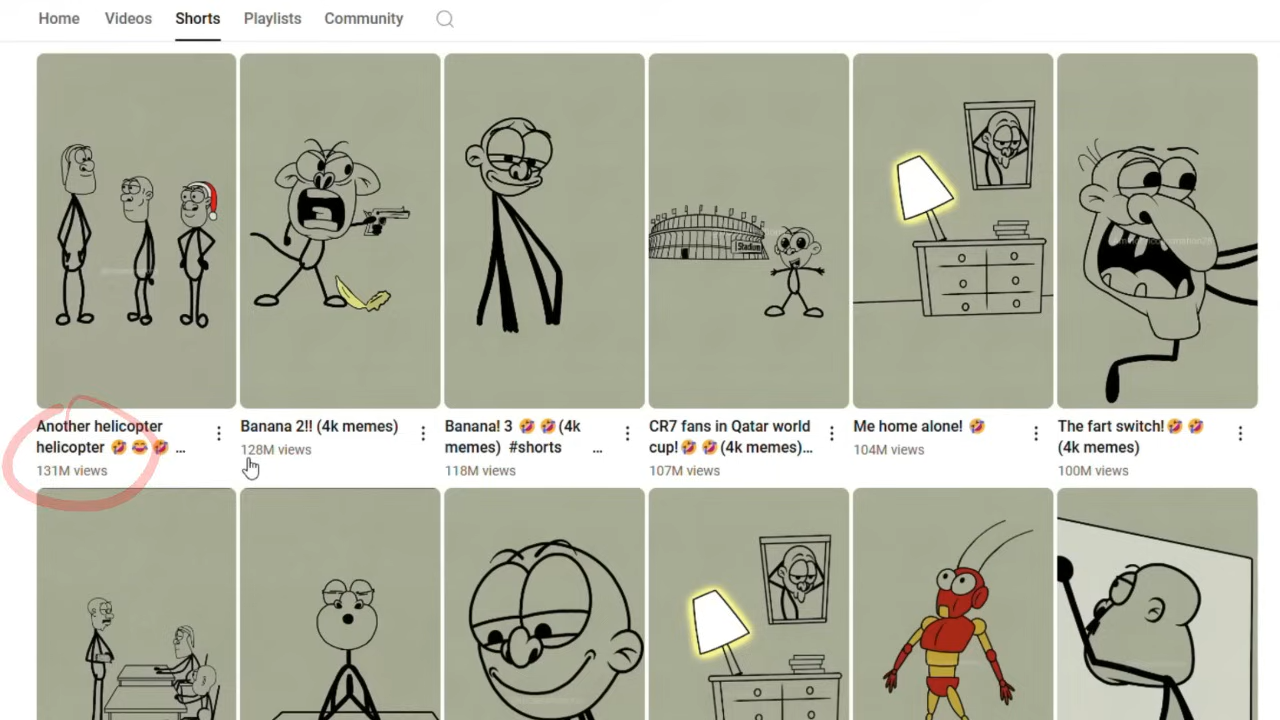 Home Videos Shorts Playlists Community
Stadium
Another helicopter
helicopter 🤣😂🤣 ...
131M views
Banana 2!! (4k memes)
128M views
Banana! 3 🤣🤣(4k
memes) #shorts ...
118M views
CR7 fans in Qatar world
cup!🤣🤣(4k memes)...
107M views
Me home alone! 🤣
104M views
The fart switch!🤣🤣
(4k memes)
100M views